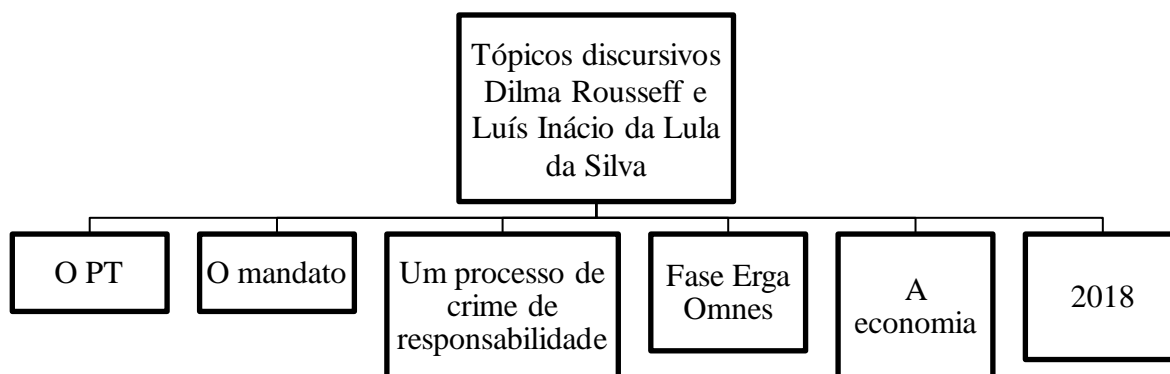 Tópicos discursivos
Dilma Rousseff e
Luís Inácio da Lula
da Silva
O PT
O mandato
Um processo de
crime de
responsabilidade
Fase Erga
Omnes
A
economia
2018